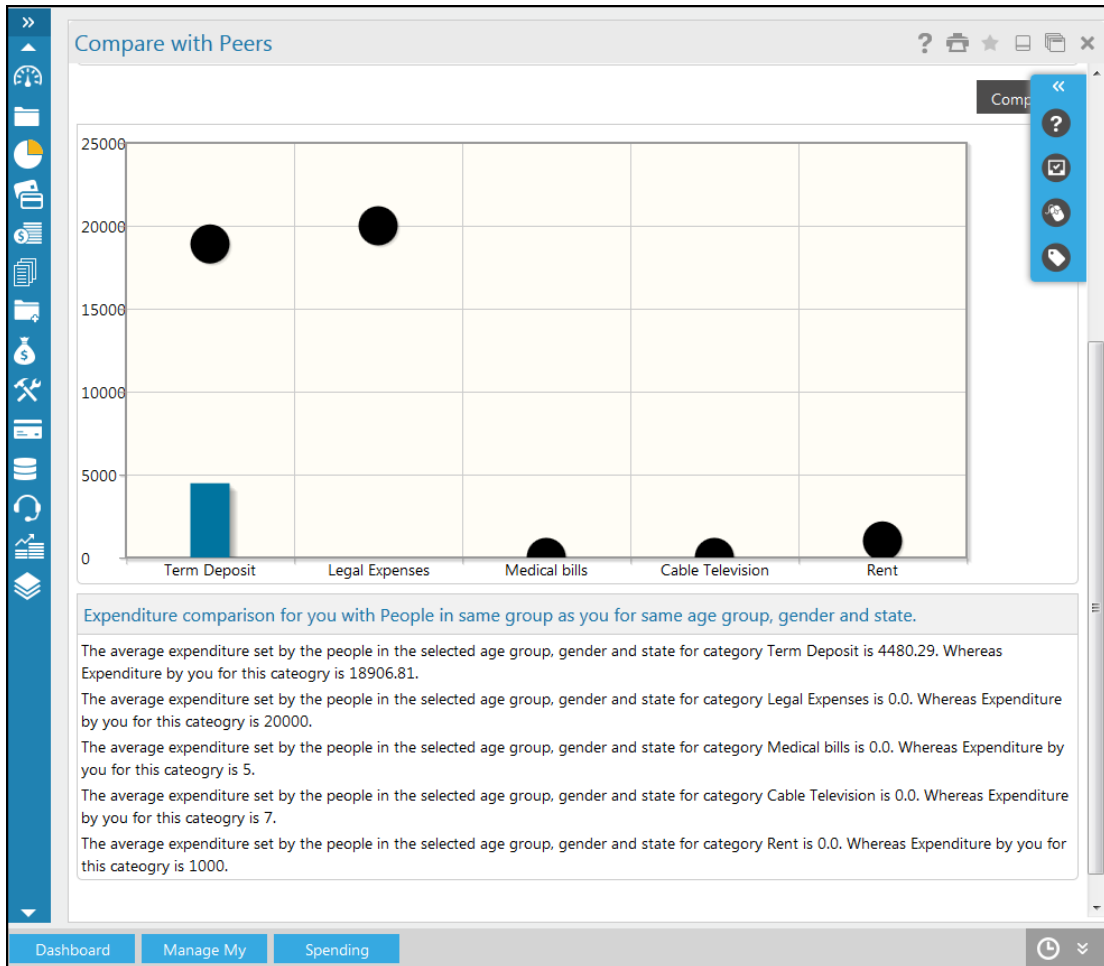 Compare with Peers
Comp
25000
20000
15000
10000
5000
0
Term Deposit
Legal Expenses
Medical bills
Cable Television
Rent
Expenditure comparison for you with People in same group as you for same age group, gender and state.
The average expenditure set by the people in the selected age group, gender and state for category Term Deposit is 4480.29. Whereas
Expenditure by you for this cateogry is 18906.81.
The average expenditure set by the people in the selected age group, gender and state for category Legal Expenses is 0.0. Whereas Expenditure
by you for this cateogry is 20000.
The average expenditure set by the people in the selected age group, gender and state for category Medical bills is 0.0. Whereas Expenditure by
you for this cateogry is 5.
The average expenditure set by the people in the selected age group, gender and state for category Cable Television is 0.0. Whereas Expenditure
by you for this cateogry is 7.
The average expenditure set by the people in the selected age group, gender and state for category Rent is 0.0. Whereas Expenditure by you for
this cateogry is 1000.
Dashboard
Manage My
Spending